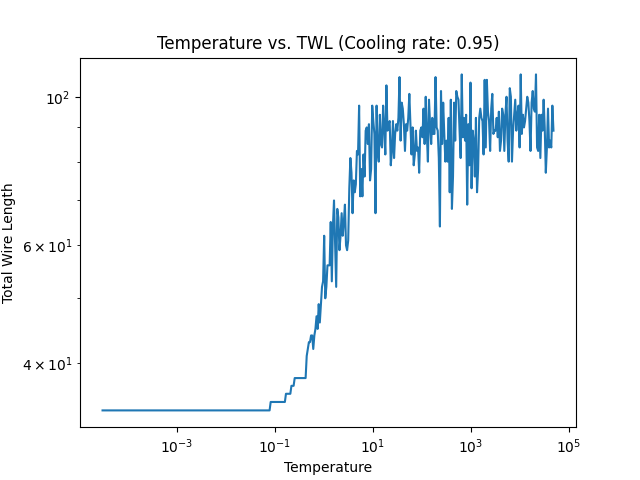 Temperature vs. TWL (Cooling rate: 0.95)
Total Wire Length
10²
6 × 10¹
4 × 10¹
10⁻³
10⁻¹
10¹
10³
10⁵
Temperature